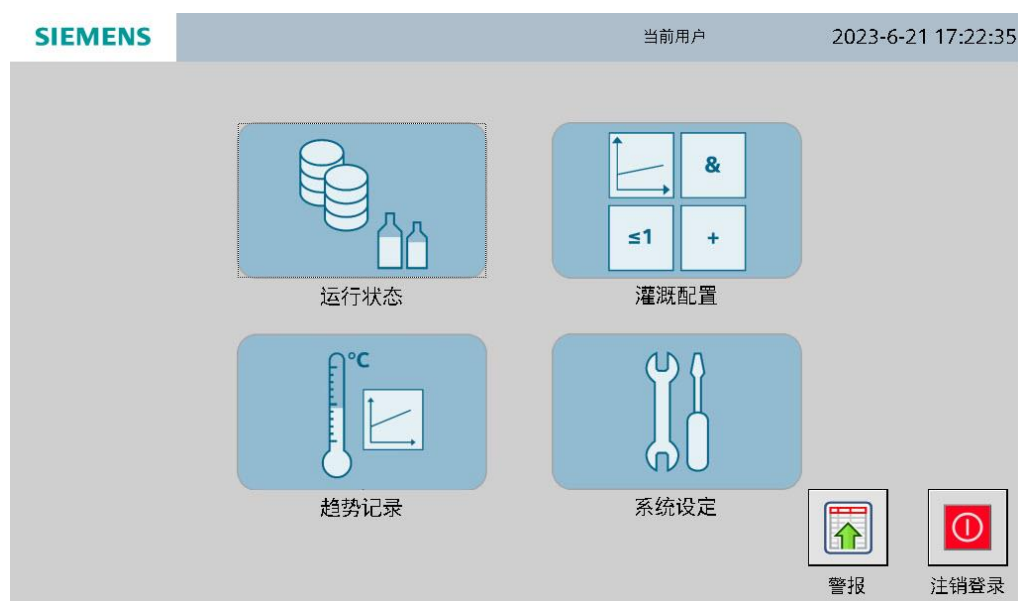 SIEMENS 当前用户 2023-6-21 17:22:35
& 
≤1 +
运行状态 灌溉配置
°C
趋势记录 系统设定
警报 注销登录